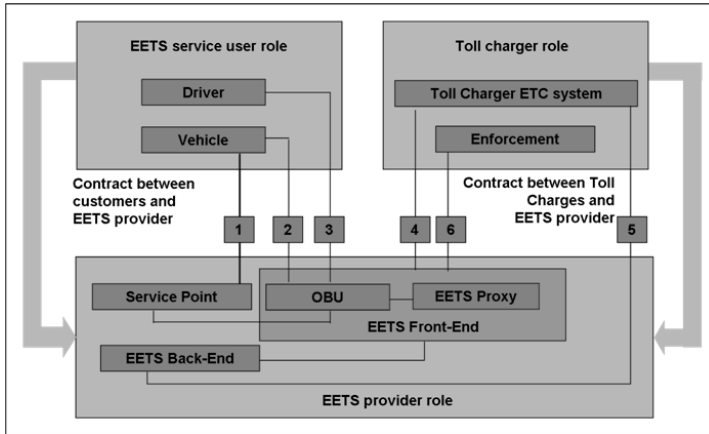 EETS service user role
Toll charger role
Driver
Toll Charger ETC system
Vehicle
Enforcement
Contract between
customers and
EETS provider
Contract between Toll
Charges and
EETS provider
1
2
3
4
6
5
Service Point
OBU
EETS Proxy
EETS Front-End
EETS Back-End
EETS provider role